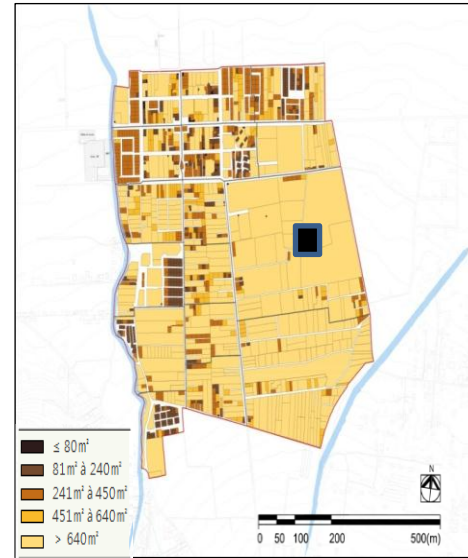 ≤ 80m²
81m² à 240m²
241m² à 450m²
451m² à 640m²
> 640m²
N
0 50 100 200 500(m)